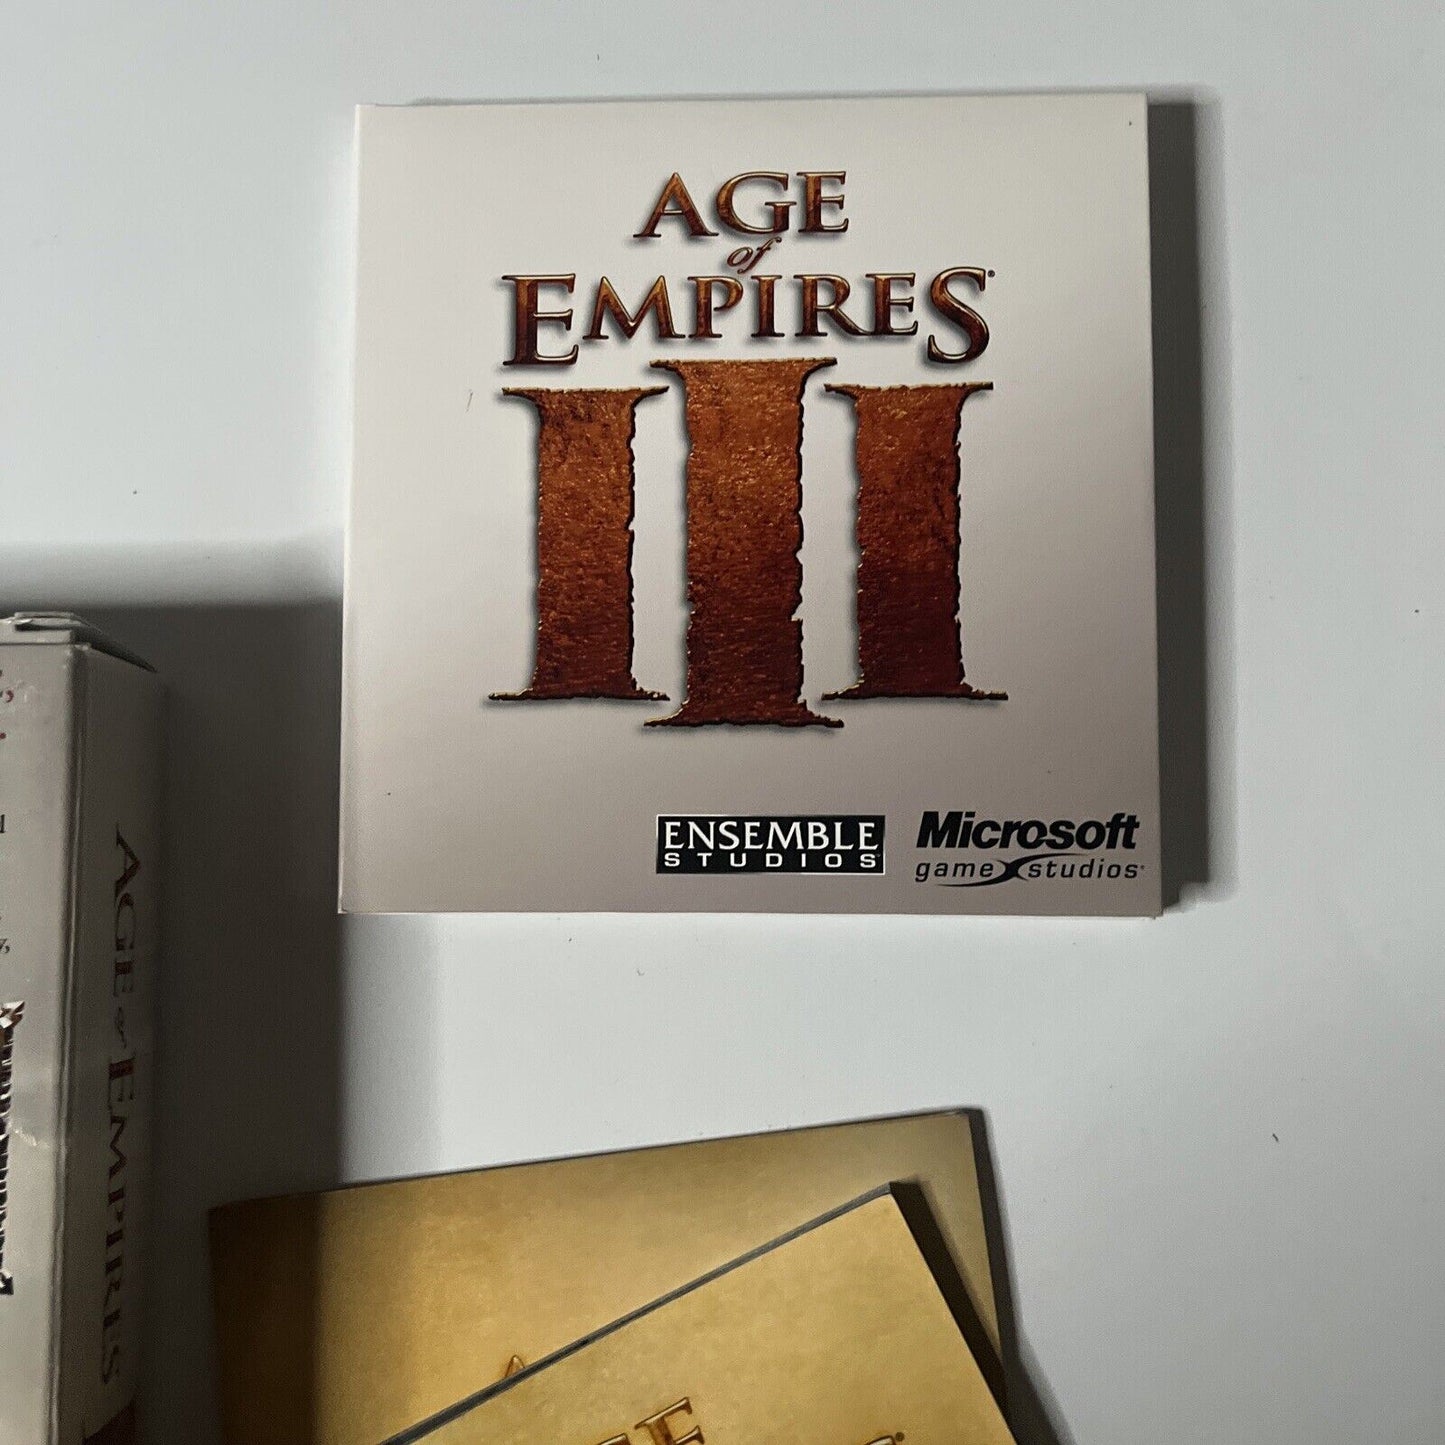 AGE
of
EMPIRES
III
ENSEMBLE
STUDIOS
Microsoft
game studios
AGE of EMPIRES